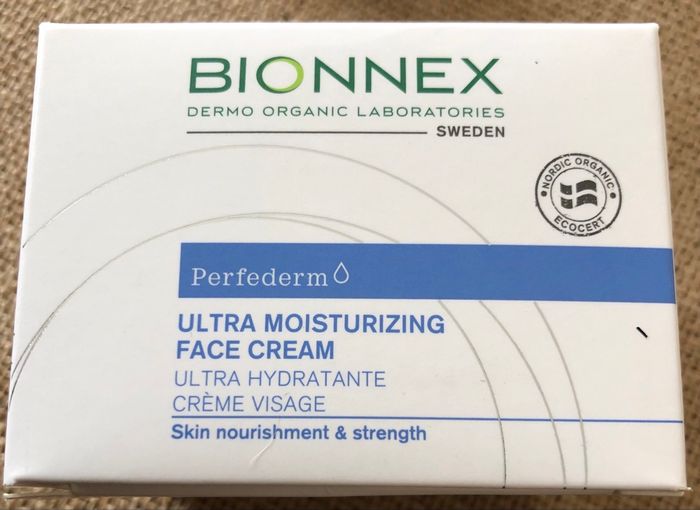 BIONNEX
DERMO ORGANIC LABORATORIES
SWEDEN
NORDIC ORGANIC
ECOCERT
Perfederm
ULTRA MOISTURIZING
FACE CREAM
ULTRA HYDRATANTE
CRÈME VISAGE
Skin nourishment & strength